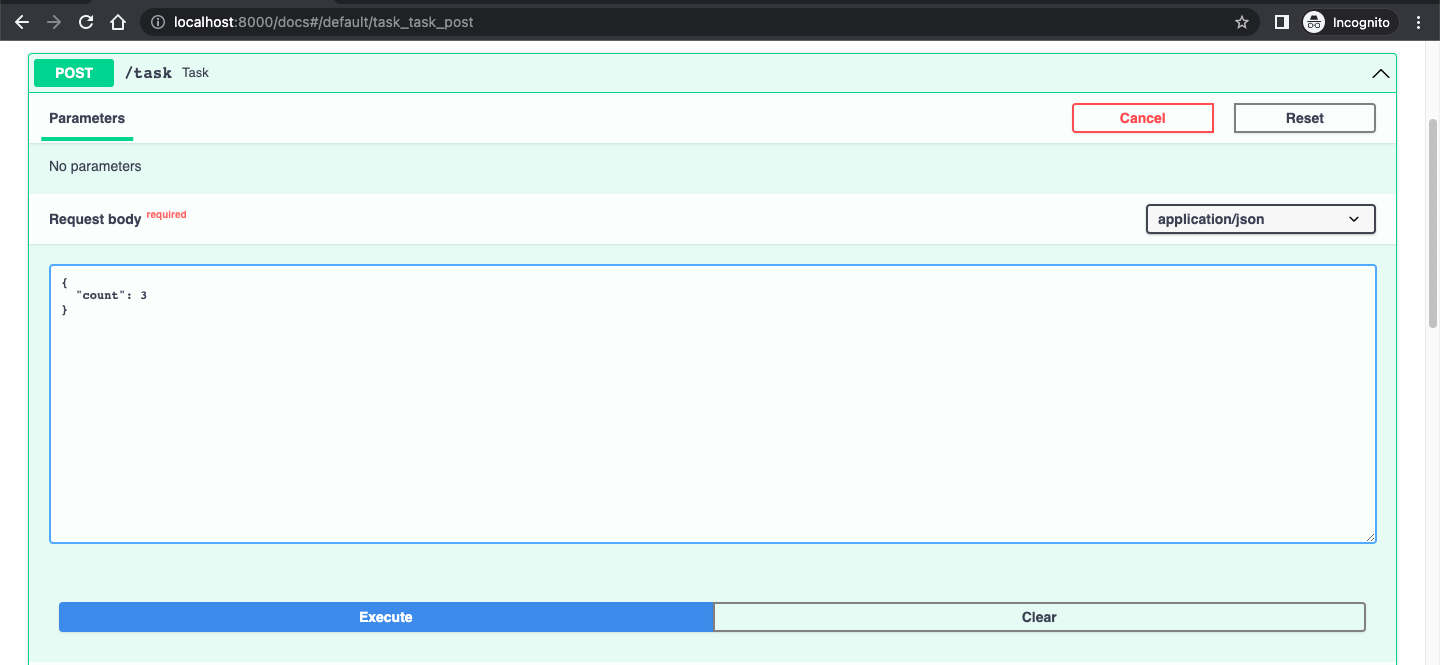 localhost:8000/docs#/default/task_task_post
Incognito
POST /task Task
Parameters
Cancel
Reset
No parameters
Request body required
application/json
{
"count": 3
}
Execute
Clear